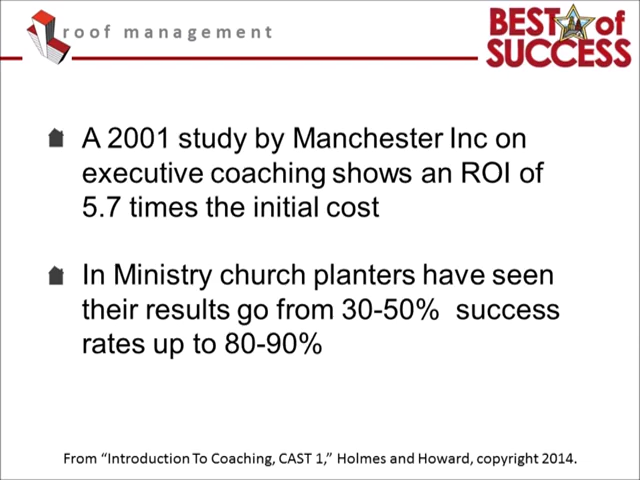 roof management
BEST of
SUCCESS
A 2001 study by Manchester Inc on
executive coaching shows an ROI of
5.7 times the initial cost
In Ministry church planters have seen
their results go from 30-50% success
rates up to 80-90%
From “Introduction To Coaching, CAST 1,” Holmes and Howard, copyright 2014.